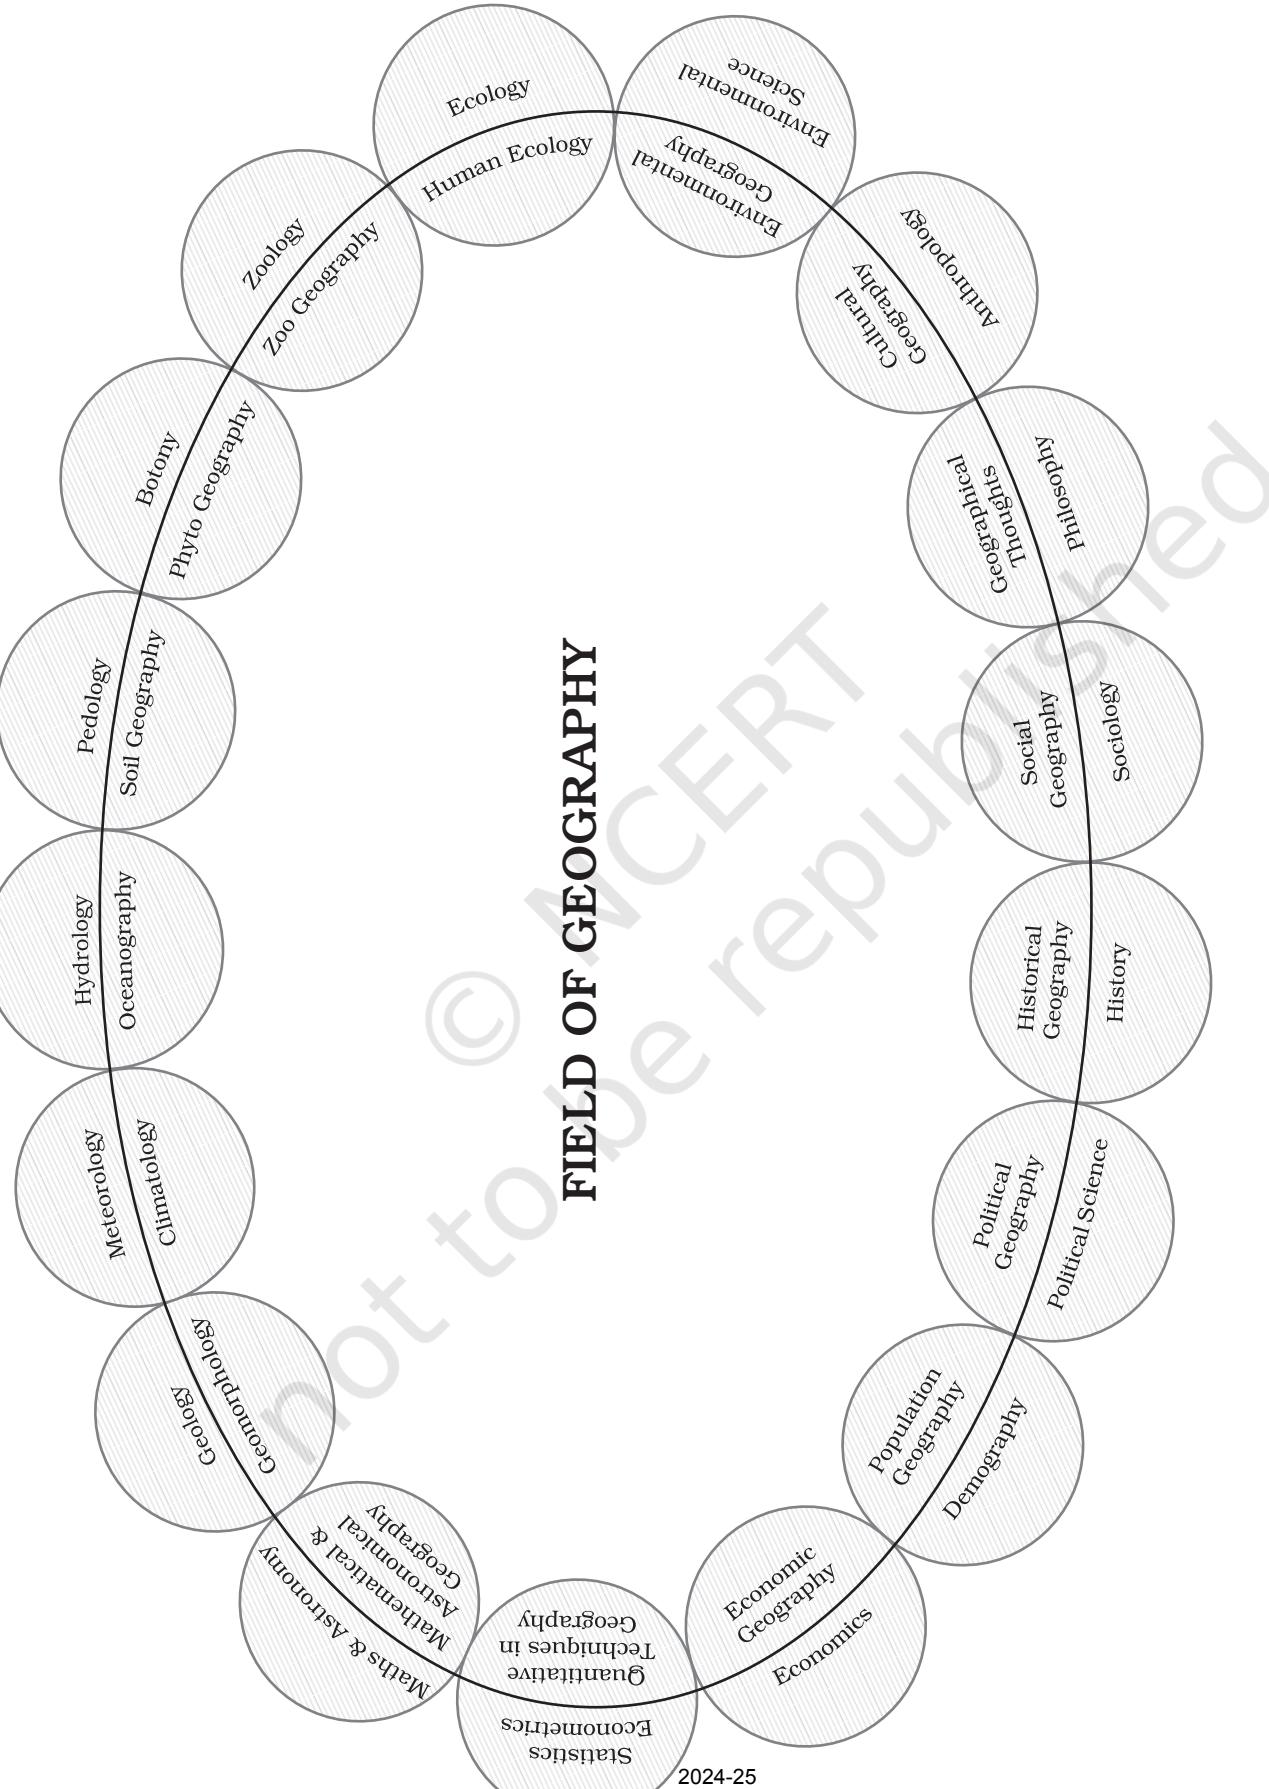 FIELD OF GEOGRAPHY
Ecology
Human Ecology
Environmental
Science
Environmental
Geography
Anthropology
Cultural
Geography
Philosophy
Geographical
Thoughts
Sociology
Social
Geography
History
Historical
Geography
Political Science
Political
Geography
Demography
Population
Geography
Economics
Economic
Geography
Statistics
Econometrics
Quantitative
Techniques in
Geography
Maths & Astronomy
Mathematical &
Astronomical
Geography
Geology
Geomorphology
Meteorology
Climatology
Hydrology
Oceanography
Pedology
Soil Geography
Botony
Phyto Geography
Zoology
Zoo Geography
© NCERT
not to be republished
2024-25